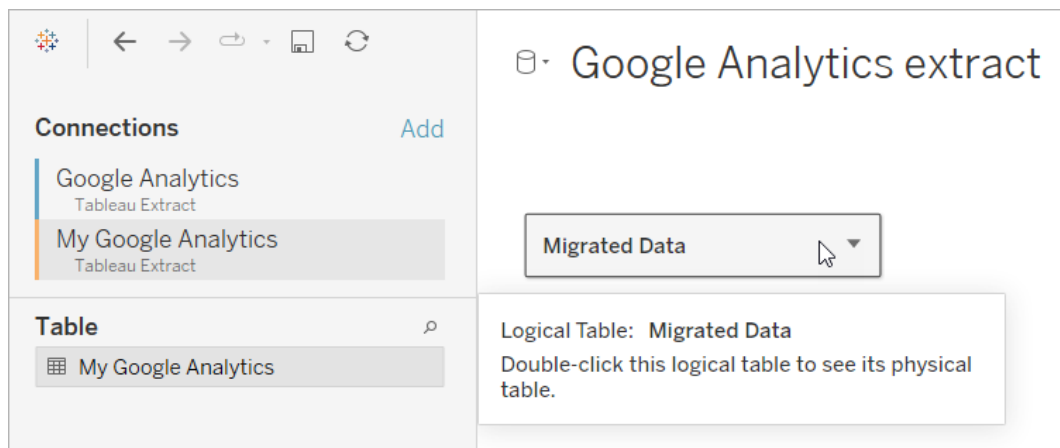 Google Analytics extract
Connections
Add
Google Analytics
Tableau Extract
My Google Analytics
Tableau Extract
Migrated Data
Table
My Google Analytics
Logical Table: Migrated Data
Double-click this logical table to see its physical
table.